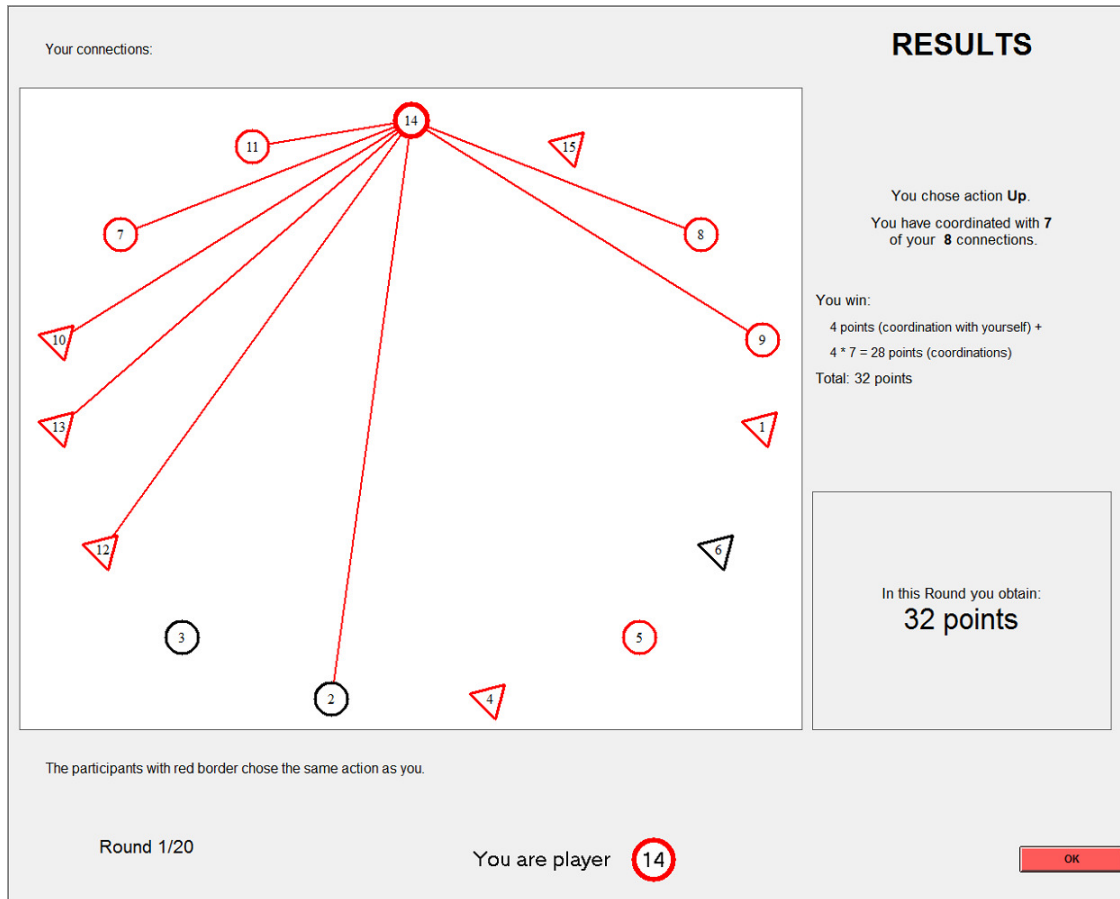 Your connections:
RESULTS
14
11
15
7
8
10
9
13
1
12
6
3
5
2
4
You chose action Up.
You have coordinated with 7
of your 8 connections.
You win:
4 points (coordination with yourself) +
4 * 7 = 28 points (coordinations)
Total: 32 points
In this Round you obtain:
32 points
The participants with red border chose the same action as you.
Round 1/20
You are player 14
OK